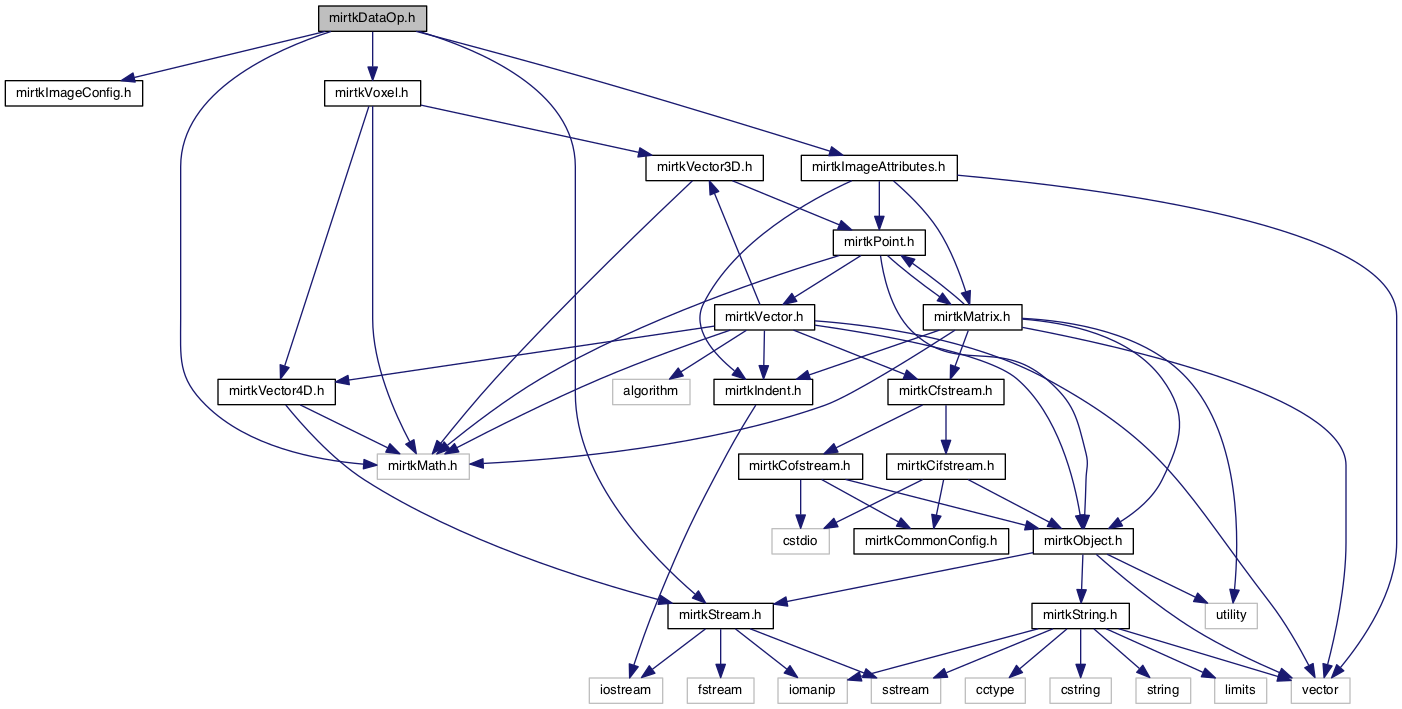 mirtkDataOp.h
mirtkImageConfig.h
mirtkVoxel.h
mirtkVector3D.h
mirtkImageAttributes.h
mirtkPoint.h
mirtkVector.h
mirtkMatrix.h
mirtkVector4D.h
algorithm
mirtkIndent.h
mirtkCfstream.h
mirtkMath.h
mirtkCofstream.h
mirtkCifstream.h
cstdio
mirtkCommonConfig.h
mirtkObject.h
mirtkStream.h
mirtkString.h
utility
iostream
fstream
iomanip
sstream
cctype
cstring
string
limits
vector